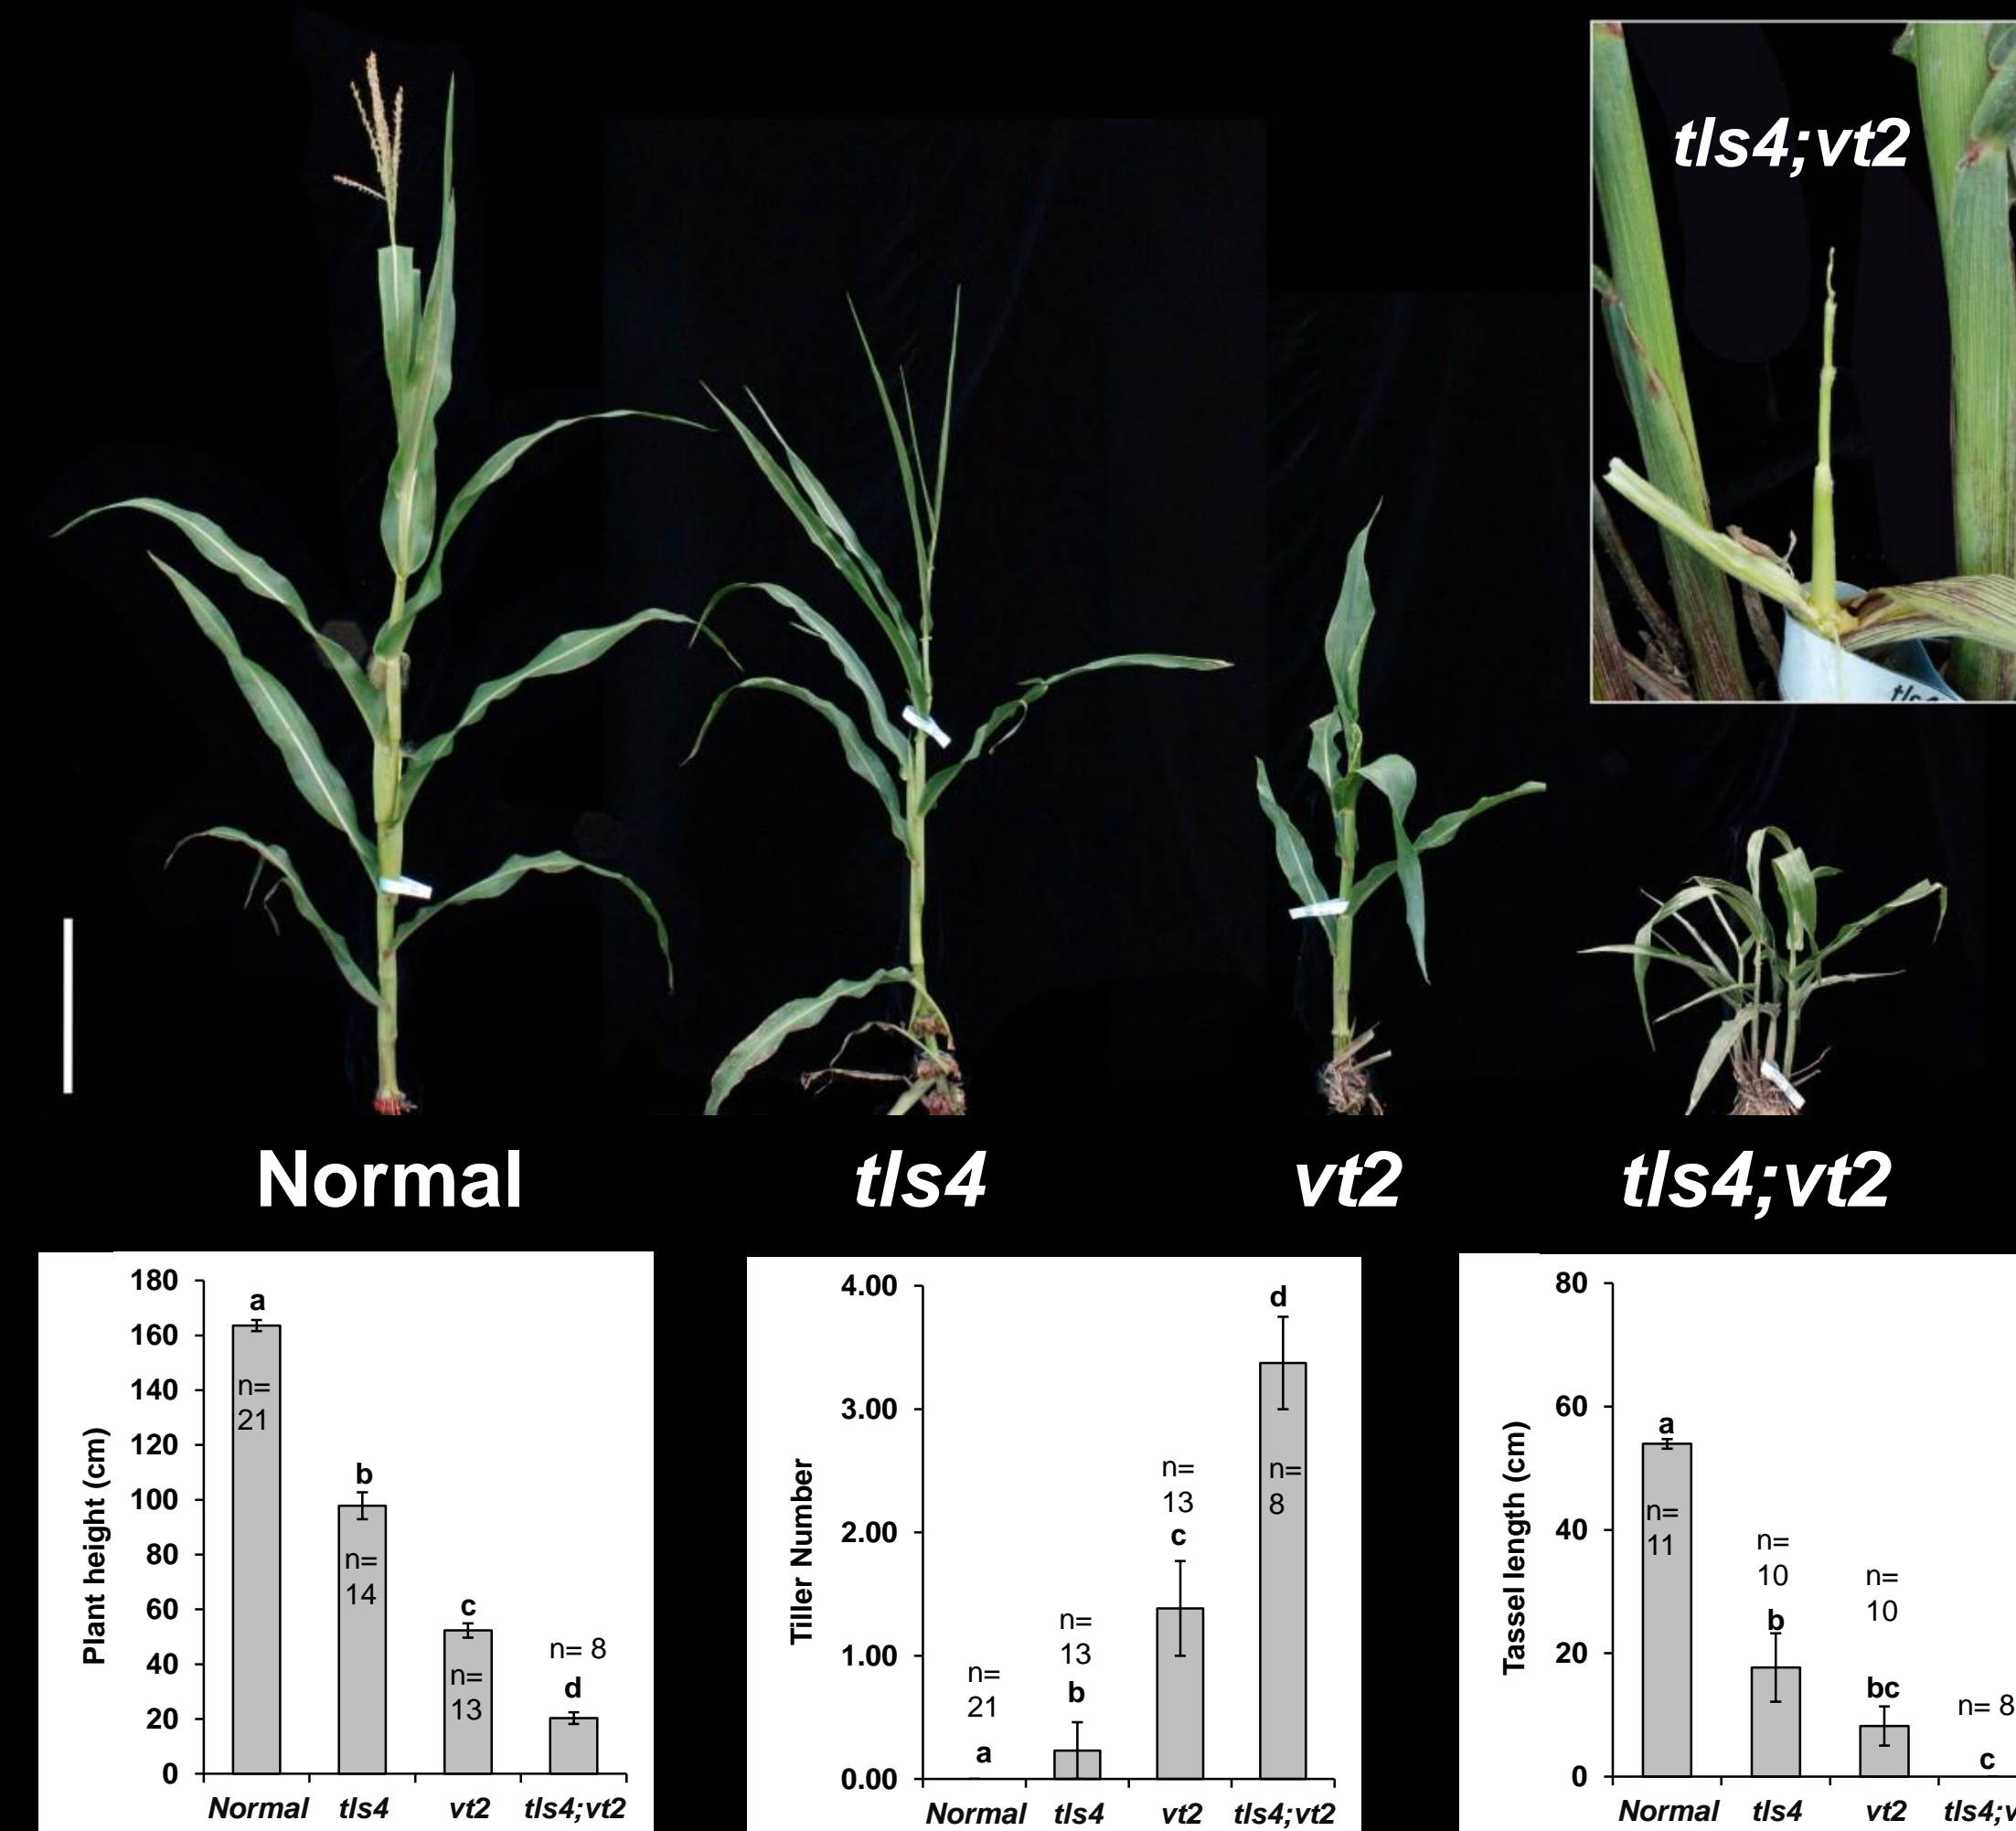 tls4;vt2
Normal
tls4
vt2
tls4;vt2
180
160
140
120
100
80
60
40
20
0
Plant height (cm)
a
n=
21
b
n=
14
c
n=
13
n= 8
d
Normal
tls4
vt2
tls4;vt2
4.00
3.00
2.00
1.00
0.00
Tiller Number
n=
21
a
n=
13
b
n=
13
c
d
n=
8
Normal
tls4
vt2
tls4;vt2
80
60
40
20
0
Tassel length (cm)
a
n=
11
n=
10
b
n=
10
bc
n= 8
c
Normal
tls4
vt2